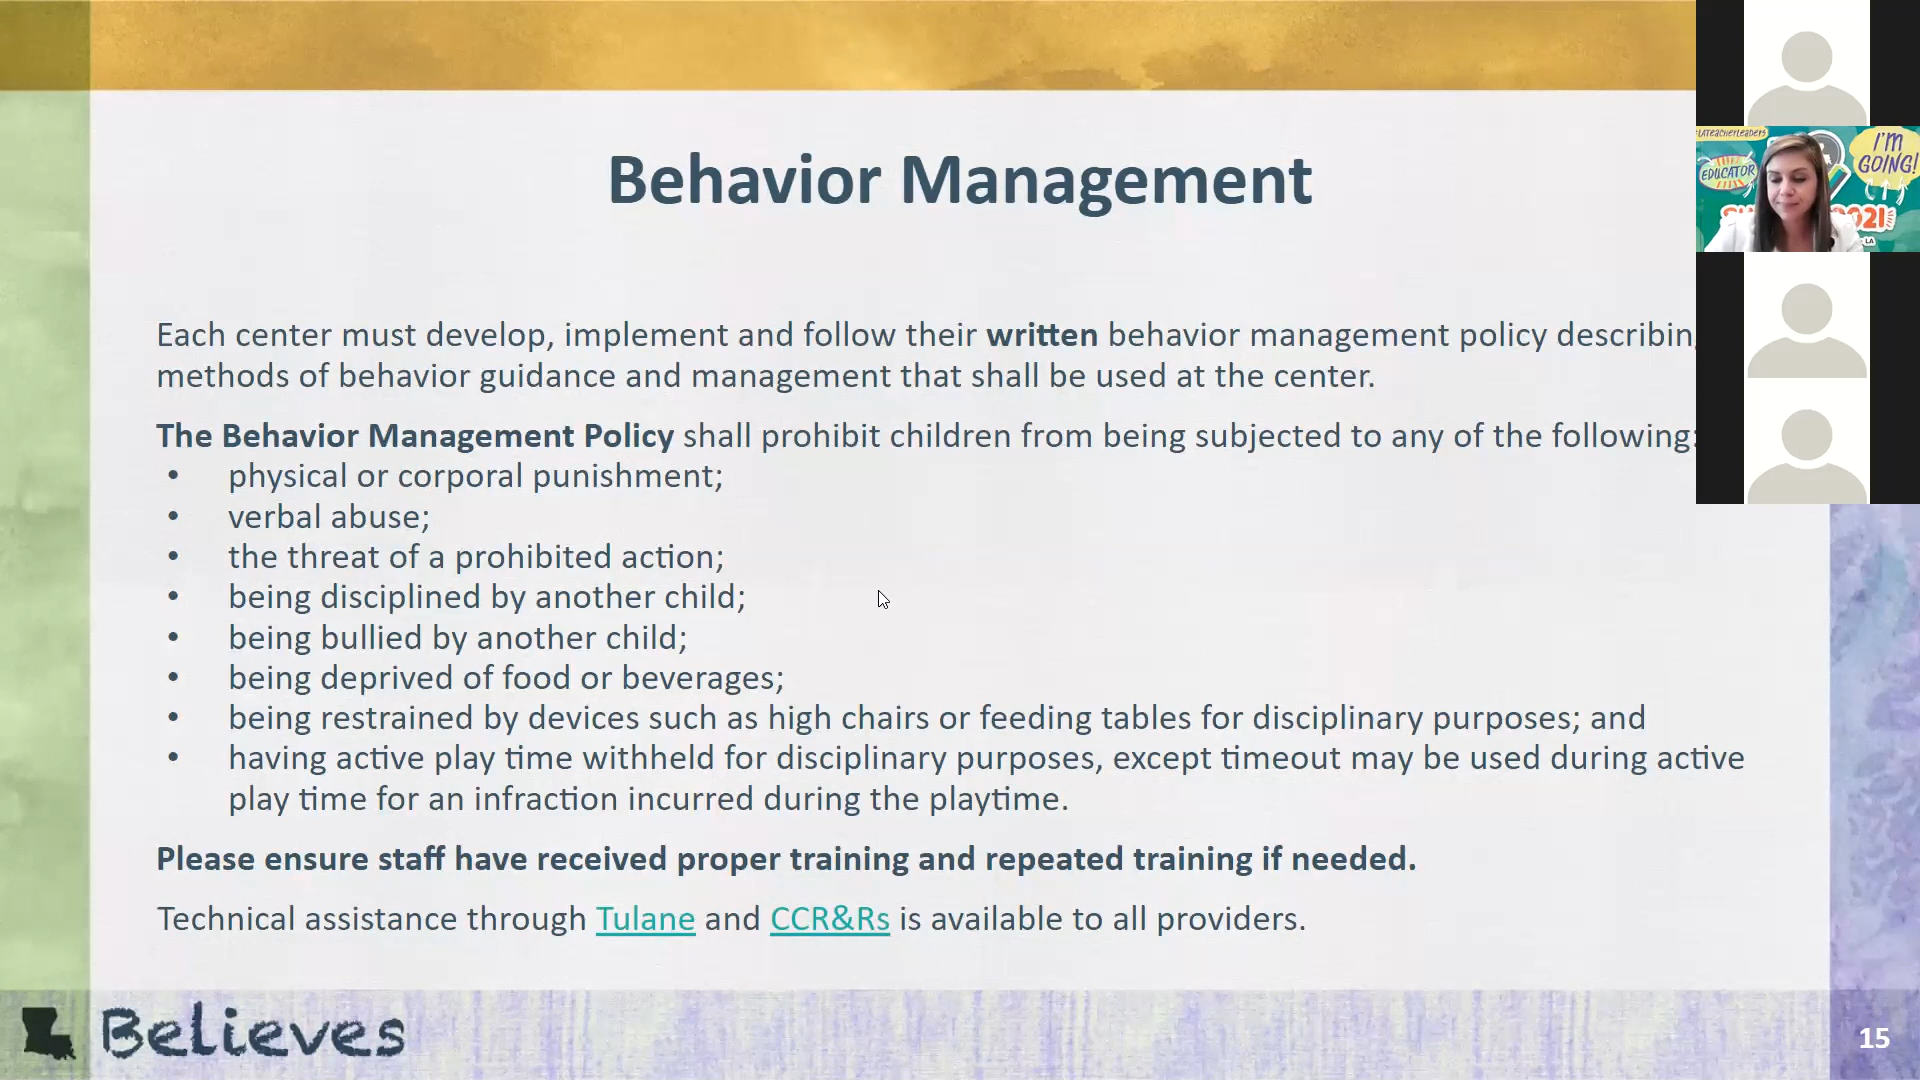 Behavior Management
Each center must develop, implement and follow their written behavior management policy describin
methods of behavior guidance and management that shall be used at the center.
The Behavior Management Policy shall prohibit children from being subjected to any of the following:
• physical or corporal punishment;
• verbal abuse;
• the threat of a prohibited action;
• being disciplined by another child;
• being bullied by another child;
• being deprived of food or beverages;
• being restrained by devices such as high chairs or feeding tables for disciplinary purposes; and
• having active play time withheld for disciplinary purposes, except timeout may be used during active
play time for an infraction incurred during the playtime.
Please ensure staff have received proper training and repeated training if needed.
Technical assistance through Tulane and CCR&Rs is available to all providers.
Believes
15
#LATEACHERLEADERS
EDUCATOR
I'M
GOING!
LA